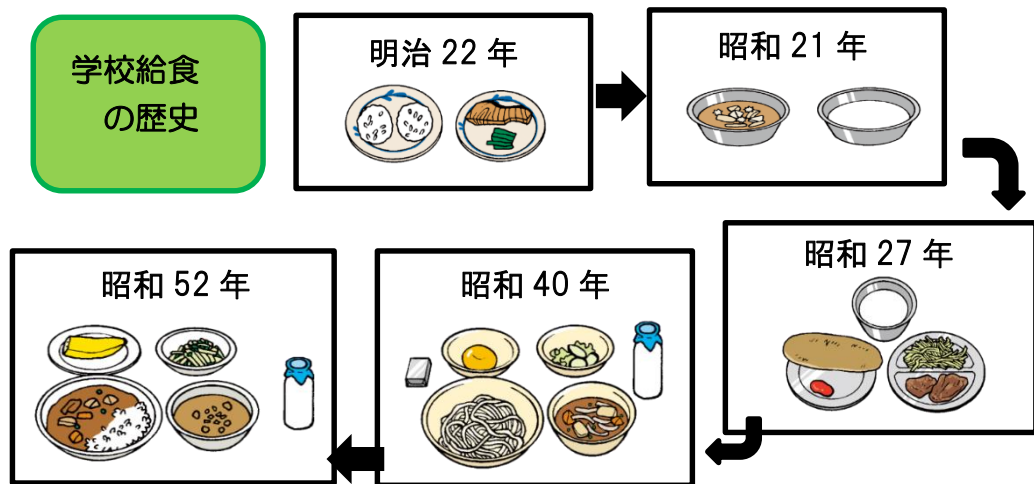 学校給食
の歴史
明治 22 年
昭和 21 年
昭和 27 年
昭和 40 年
昭和 52 年